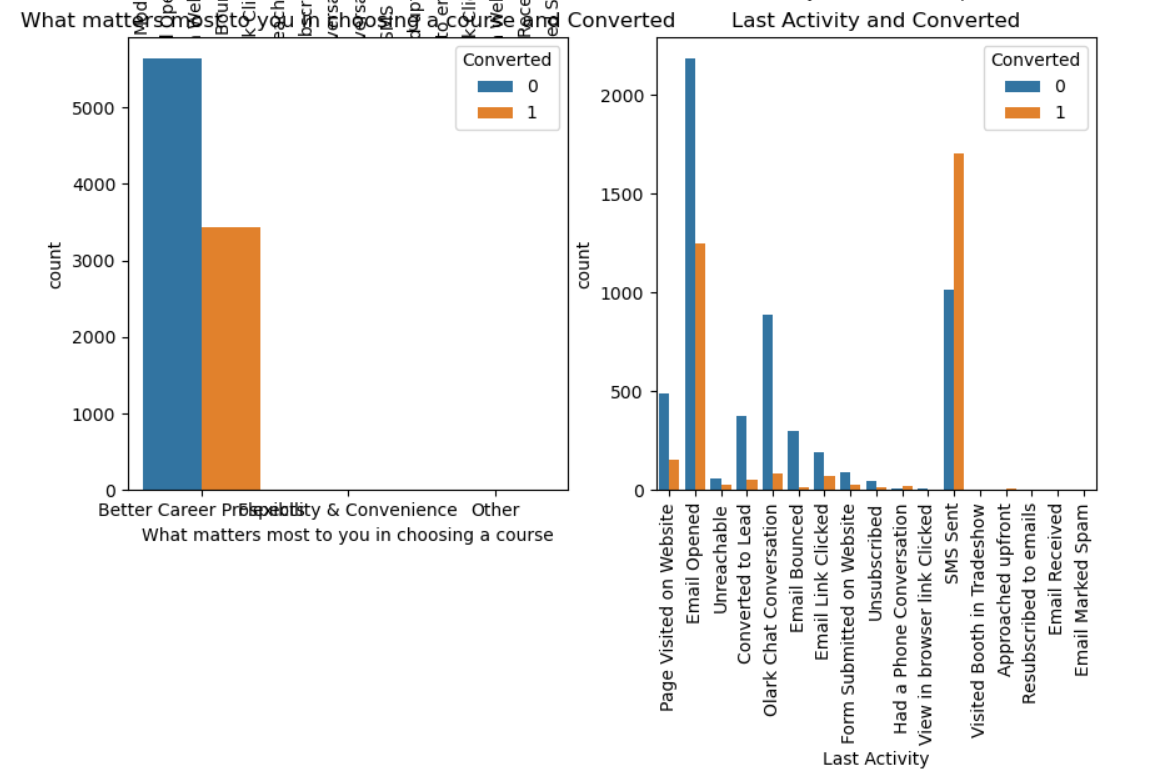 What matters most to you in choosing a course and Converted
Converted
0
1
5000
4000
3000
2000
1000
0
count
Better Career Prospects
Flexibility & Convenience
Other
What matters most to you in choosing a course
Last Activity and Converted
Converted
0
1
2000
1500
1000
500
0
count
Page Visited on Website
Email Opened
Unreachable
Converted to Lead
Olark Chat Conversation
Email Bounced
Email Link Clicked
Form Submitted on Website
Unsubscribed
Had a Phone Conversation
View in browser link Clicked
SMS Sent
Visited Booth in Tradeshow
Approached upfront
Resubscribed to emails
Email Received
Email Marked Spam
Last Activity